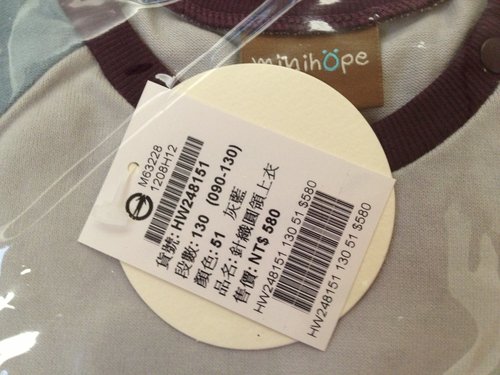 minihope
M63228
1208H12
貨號: HW248151
段數: 130 (090-130)
顏色: 51 灰藍
品名: 針織圓領上衣
售價: NT$ 580
HW248151 130 51 $580
HW248151 130 51 $580